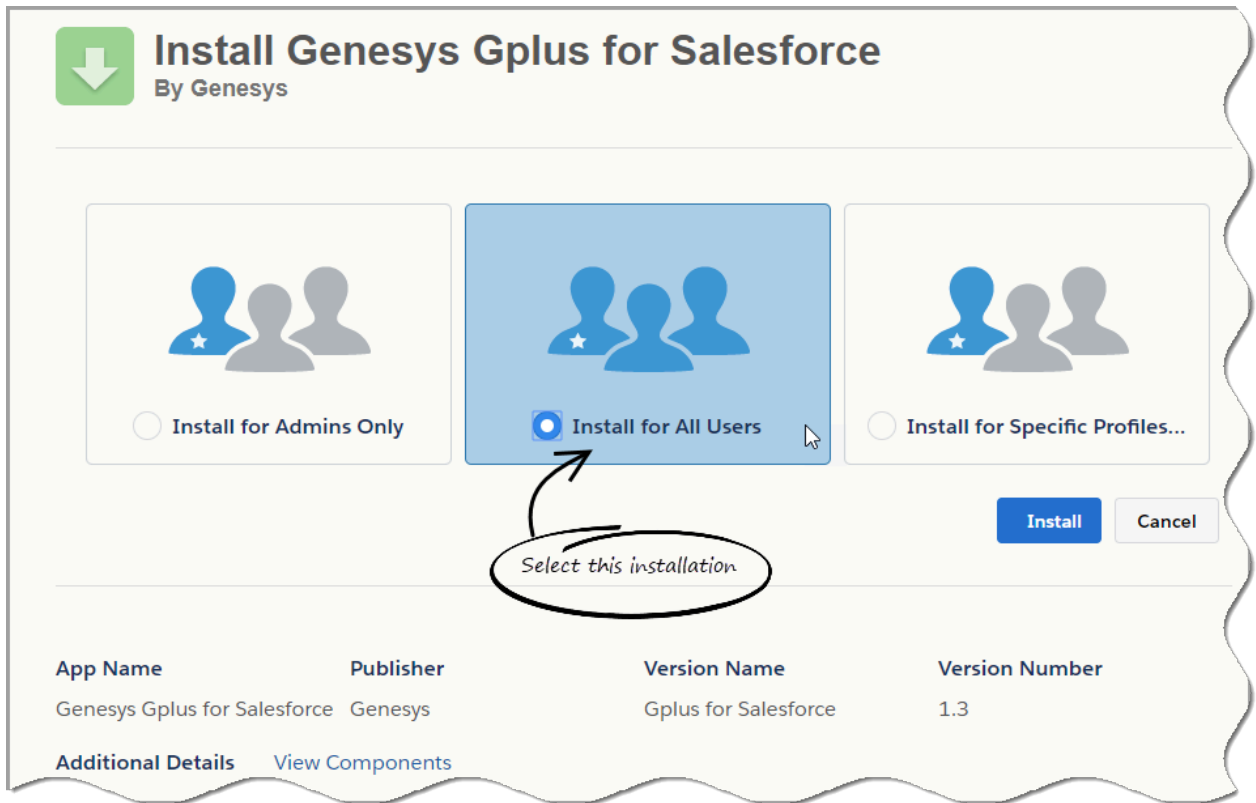 Install Genesys Gplus for Salesforce
By Genesys
Install for Admins Only
Install for All Users
Install for Specific Profiles...
Install
Cancel
Select this installation
App Name
Publisher
Version Name
Version Number
Genesys Gplus for Salesforce
Genesys
Gplus for Salesforce
1.3
Additional Details
View Components